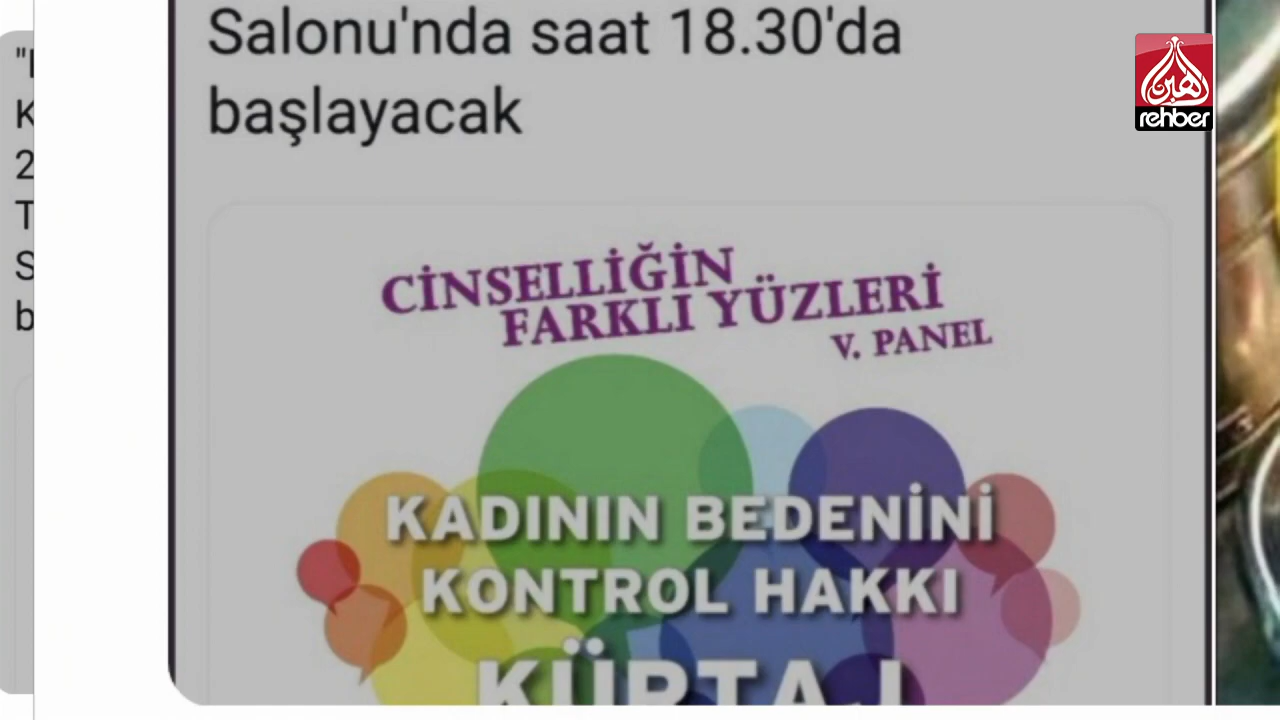 Salonu'nda saat 18.30'da
başlayacak
CİNSELLİĞİN
FARKLI YÜZLERİ
V. PANEL
KADININ BEDENİNİ
KONTROL HAKKI
KÜRTAJ
rehber